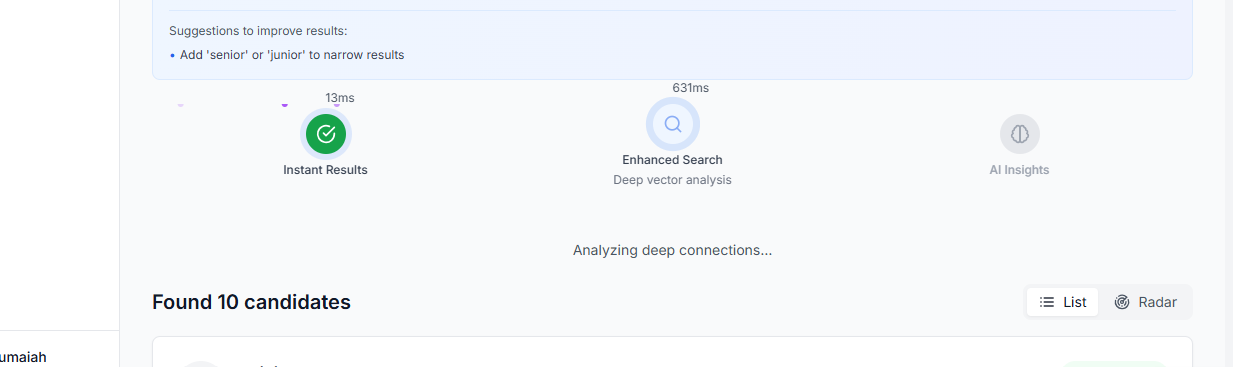 Suggestions to improve results:
• Add 'senior' or 'junior' to narrow results
13ms
631ms
Instant Results
Enhanced Search
Deep vector analysis
AI Insights
Analyzing deep connections...
Found 10 candidates
List
Radar
umaiah